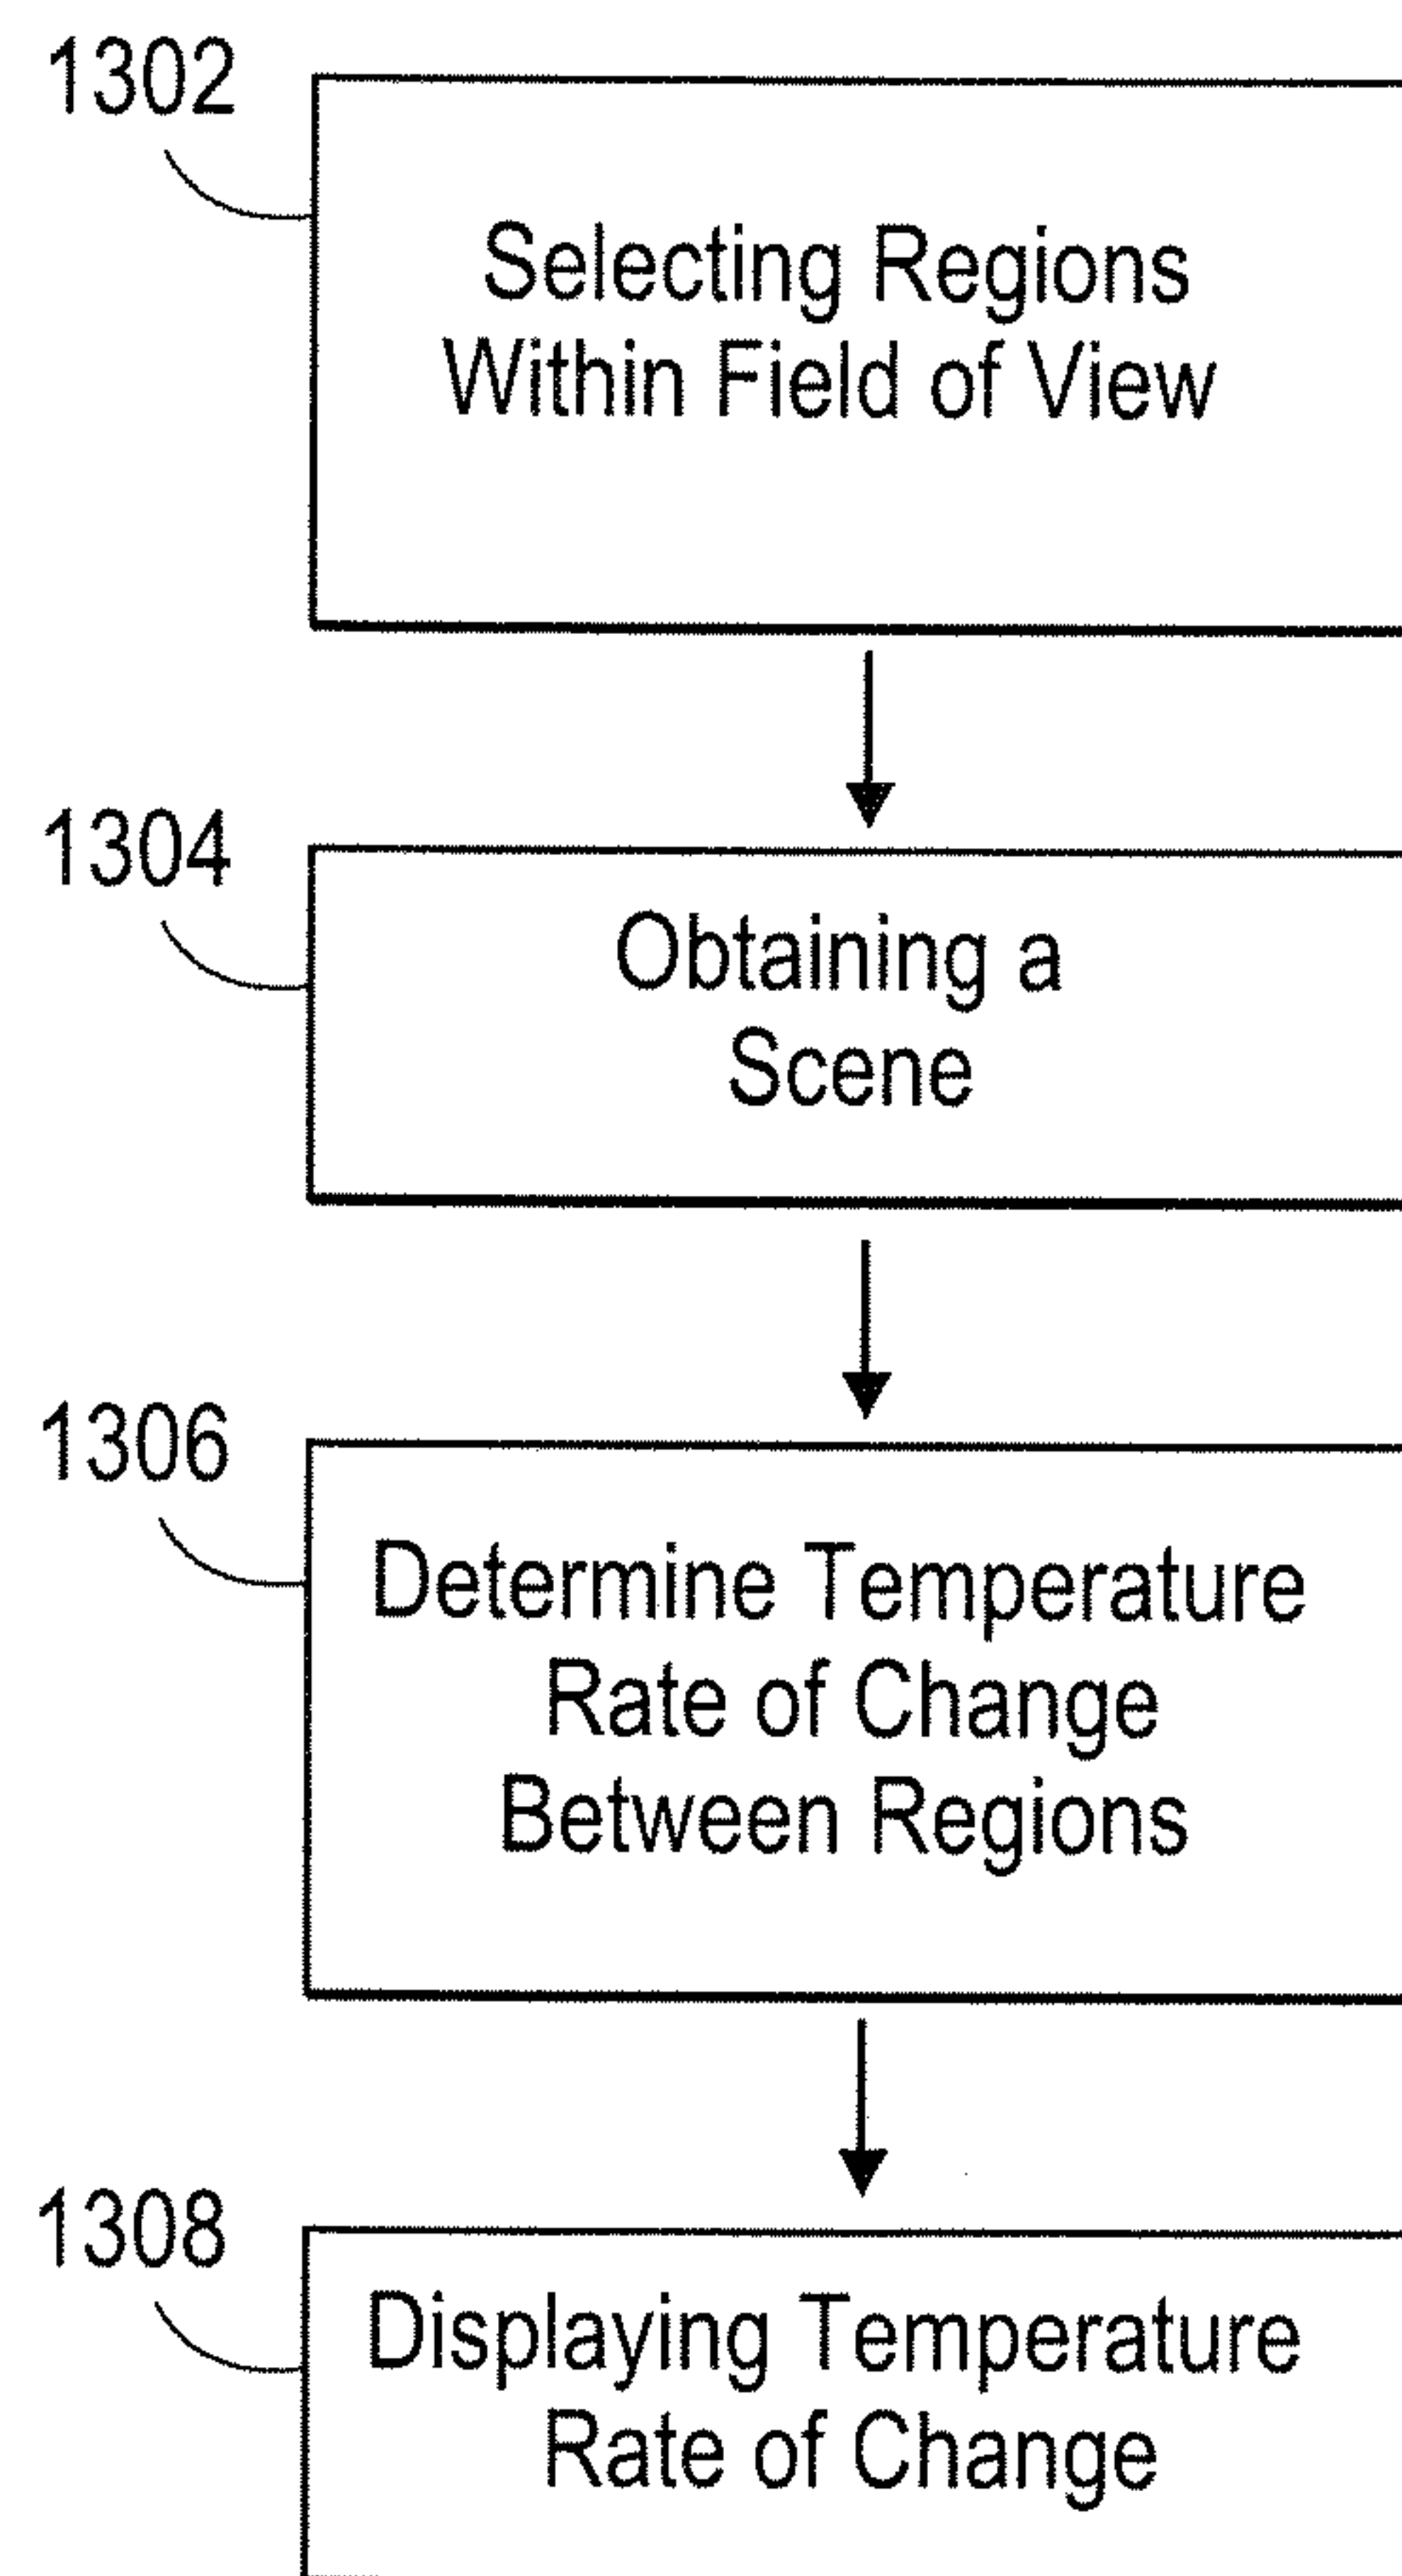 1302
Selecting Regions
Within Field of View
1304
Obtaining a
Scene
1306
Determine Temperature
Rate of Change
Between Regions
1308
Displaying Temperature
Rate of Change